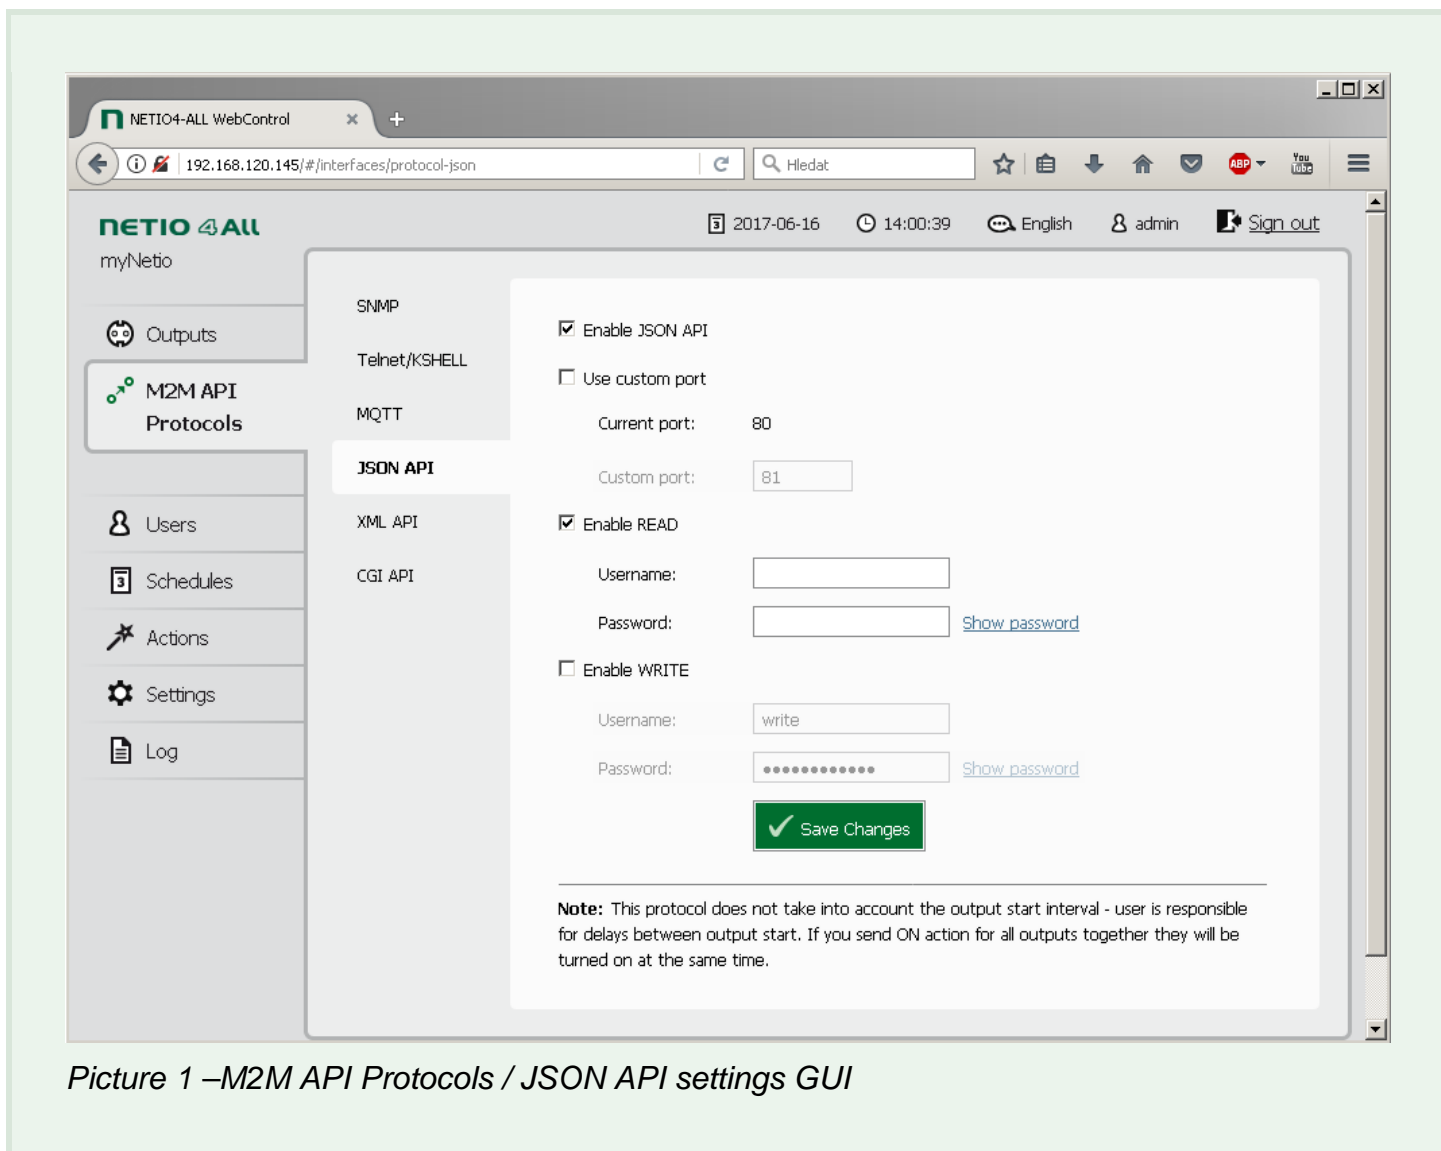 NETIO4-ALL WebControl
192.168.120.145/#/interfaces/protocol-json
Hledat
ABP
You Tube
NETIO 4All
myNetio
3 2017-06-16
14:00:39
English
admin
Sign out
Outputs
M2M API
Protocols
Users
3 Schedules
Actions
Settings
Log
SNMP
Telnet/KSHELL
MQTT
JSON API
XML API
CGI API
Enable JSON API
Use custom port
Current port: 80
Custom port: 81
Enable READ
Username:
Password: Show password
Enable WRITE
Username: write
Password: •••••••••••• Show password
Save Changes
Note: This protocol does not take into account the output start interval - user is responsible
for delays between output start. If you send ON action for all outputs together they will be
turned on at the same time.
Picture 1 –M2M API Protocols / JSON API settings GUI